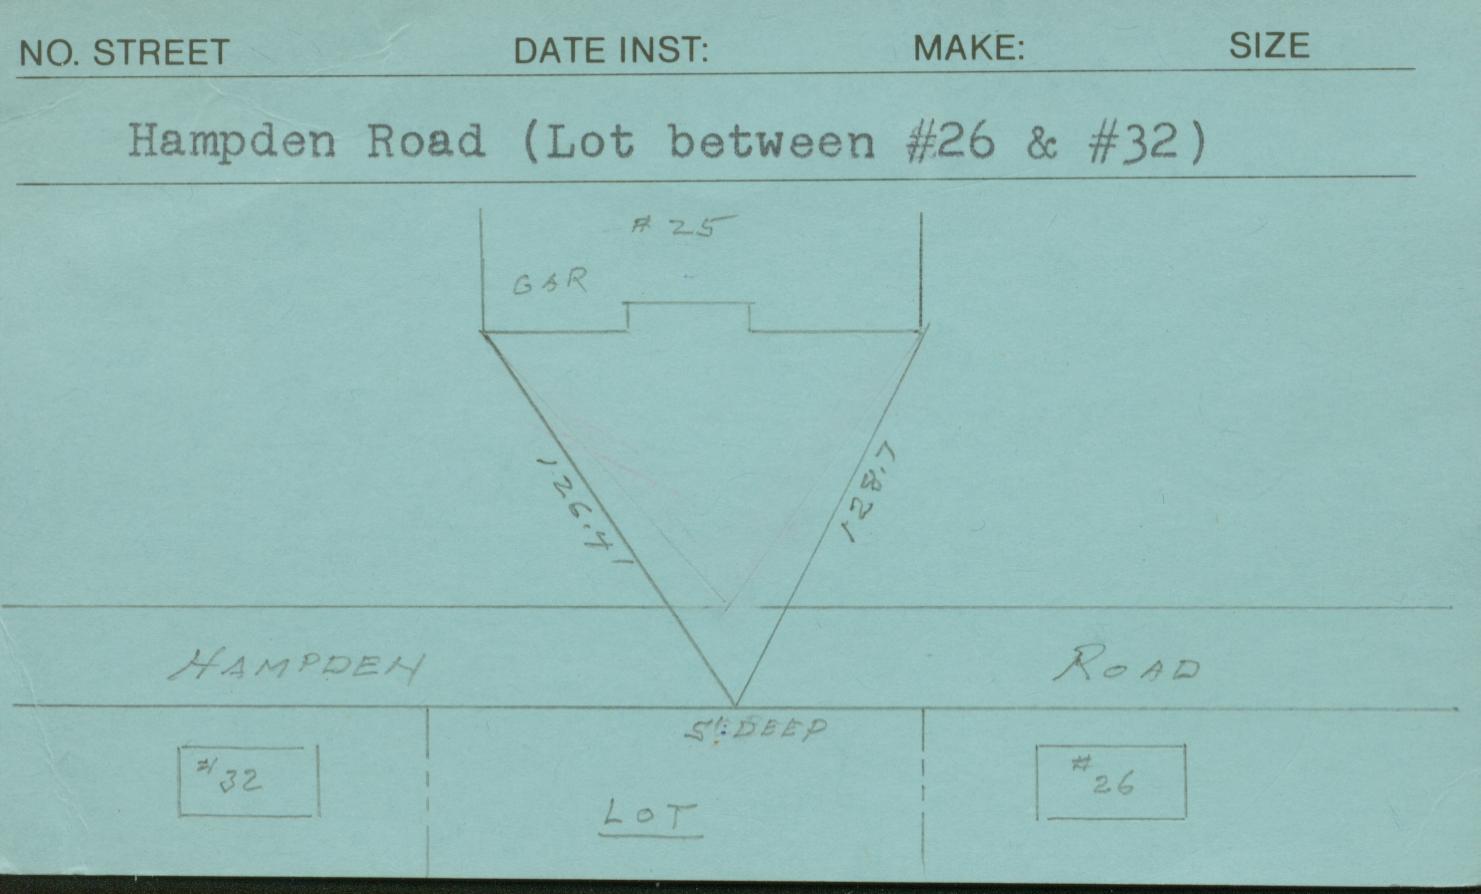 NO. STREET DATE INST: MAKE: SIZE
Hampden Road (Lot between #26 & #32)
# 25
GAR
126.4'
128.7
HAMPDEN ROAD
5' DEEP
#32
#26
LOT